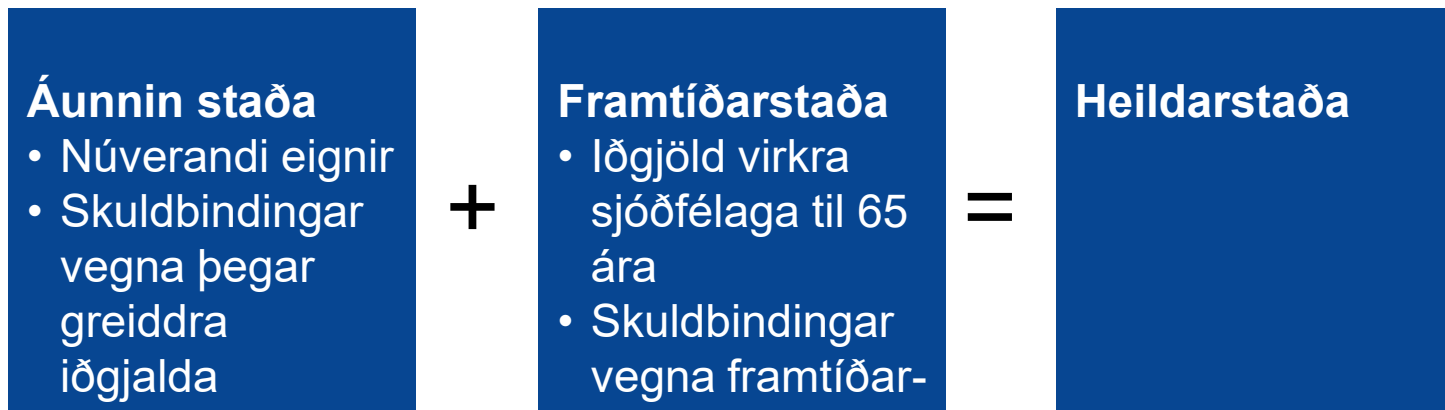 Áunnin staða
• Núverandi eignir
• Skuldbindingar
vegna þegar
greiddra
iðgjalda
+
Framtíðarstaða
• Iðgjöld virkra
sjóðfélaga til 65
ára
• Skuldbindingar
vegna framtíðar-
=
Heildarstaða